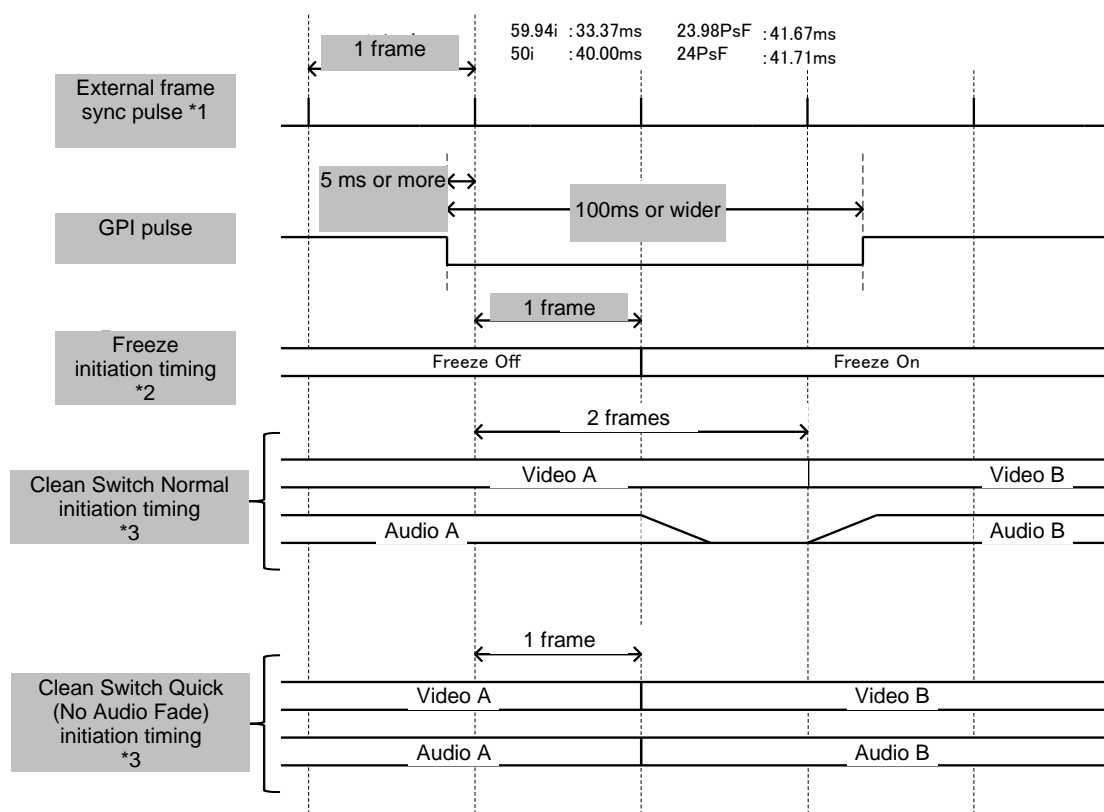 1 frame
59.94i : 33.37ms 23.98PsF : 41.67ms
50i : 40.00ms 24PsF : 41.71ms
External frame
sync pulse *1
5 ms or more
100ms or wider
GPI pulse
1 frame
Freeze
initiation timing
*2
Freeze Off
Freeze On
2 frames
Clean Switch Normal
initiation timing
*3
Video A
Video B
Audio A
Audio B
1 frame
Clean Switch Quick
(No Audio Fade)
initiation timing
*3
Video A
Video B
Audio A
Audio B